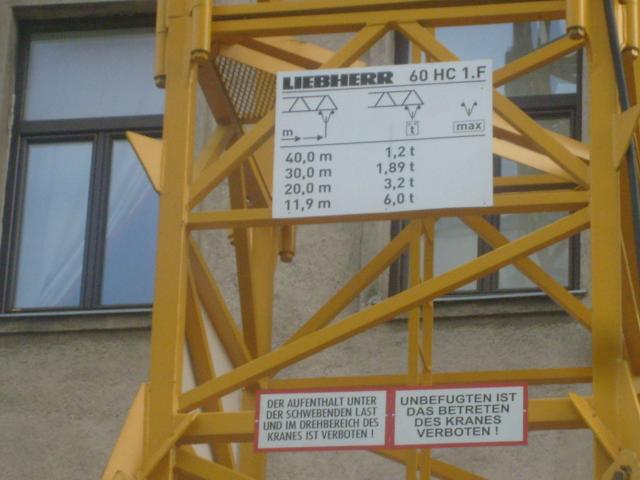 LIEBHERR 60 HC 1.F
m t max
40,0 m 1,2 t
30,0 m 1,89 t
20,0 m 3,2 t
11,9 m 6,0 t
DER AUFENTHALT UNTER
DER SCHWEBENDEN LAST
UND IM DREHBEREICH DES
KRANES IST VERBOTEN !
UNBEFUGTEN IST
DAS BETRETEN
DES KRANES
VERBOTEN !